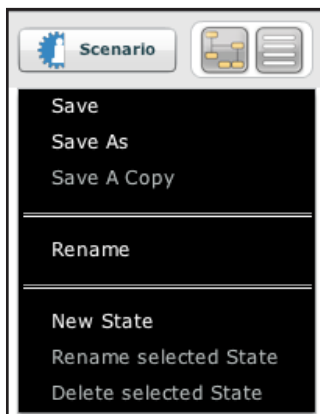 Scenario
Save
Save As
Save A Copy
Rename
New State
Rename selected State
Delete selected State